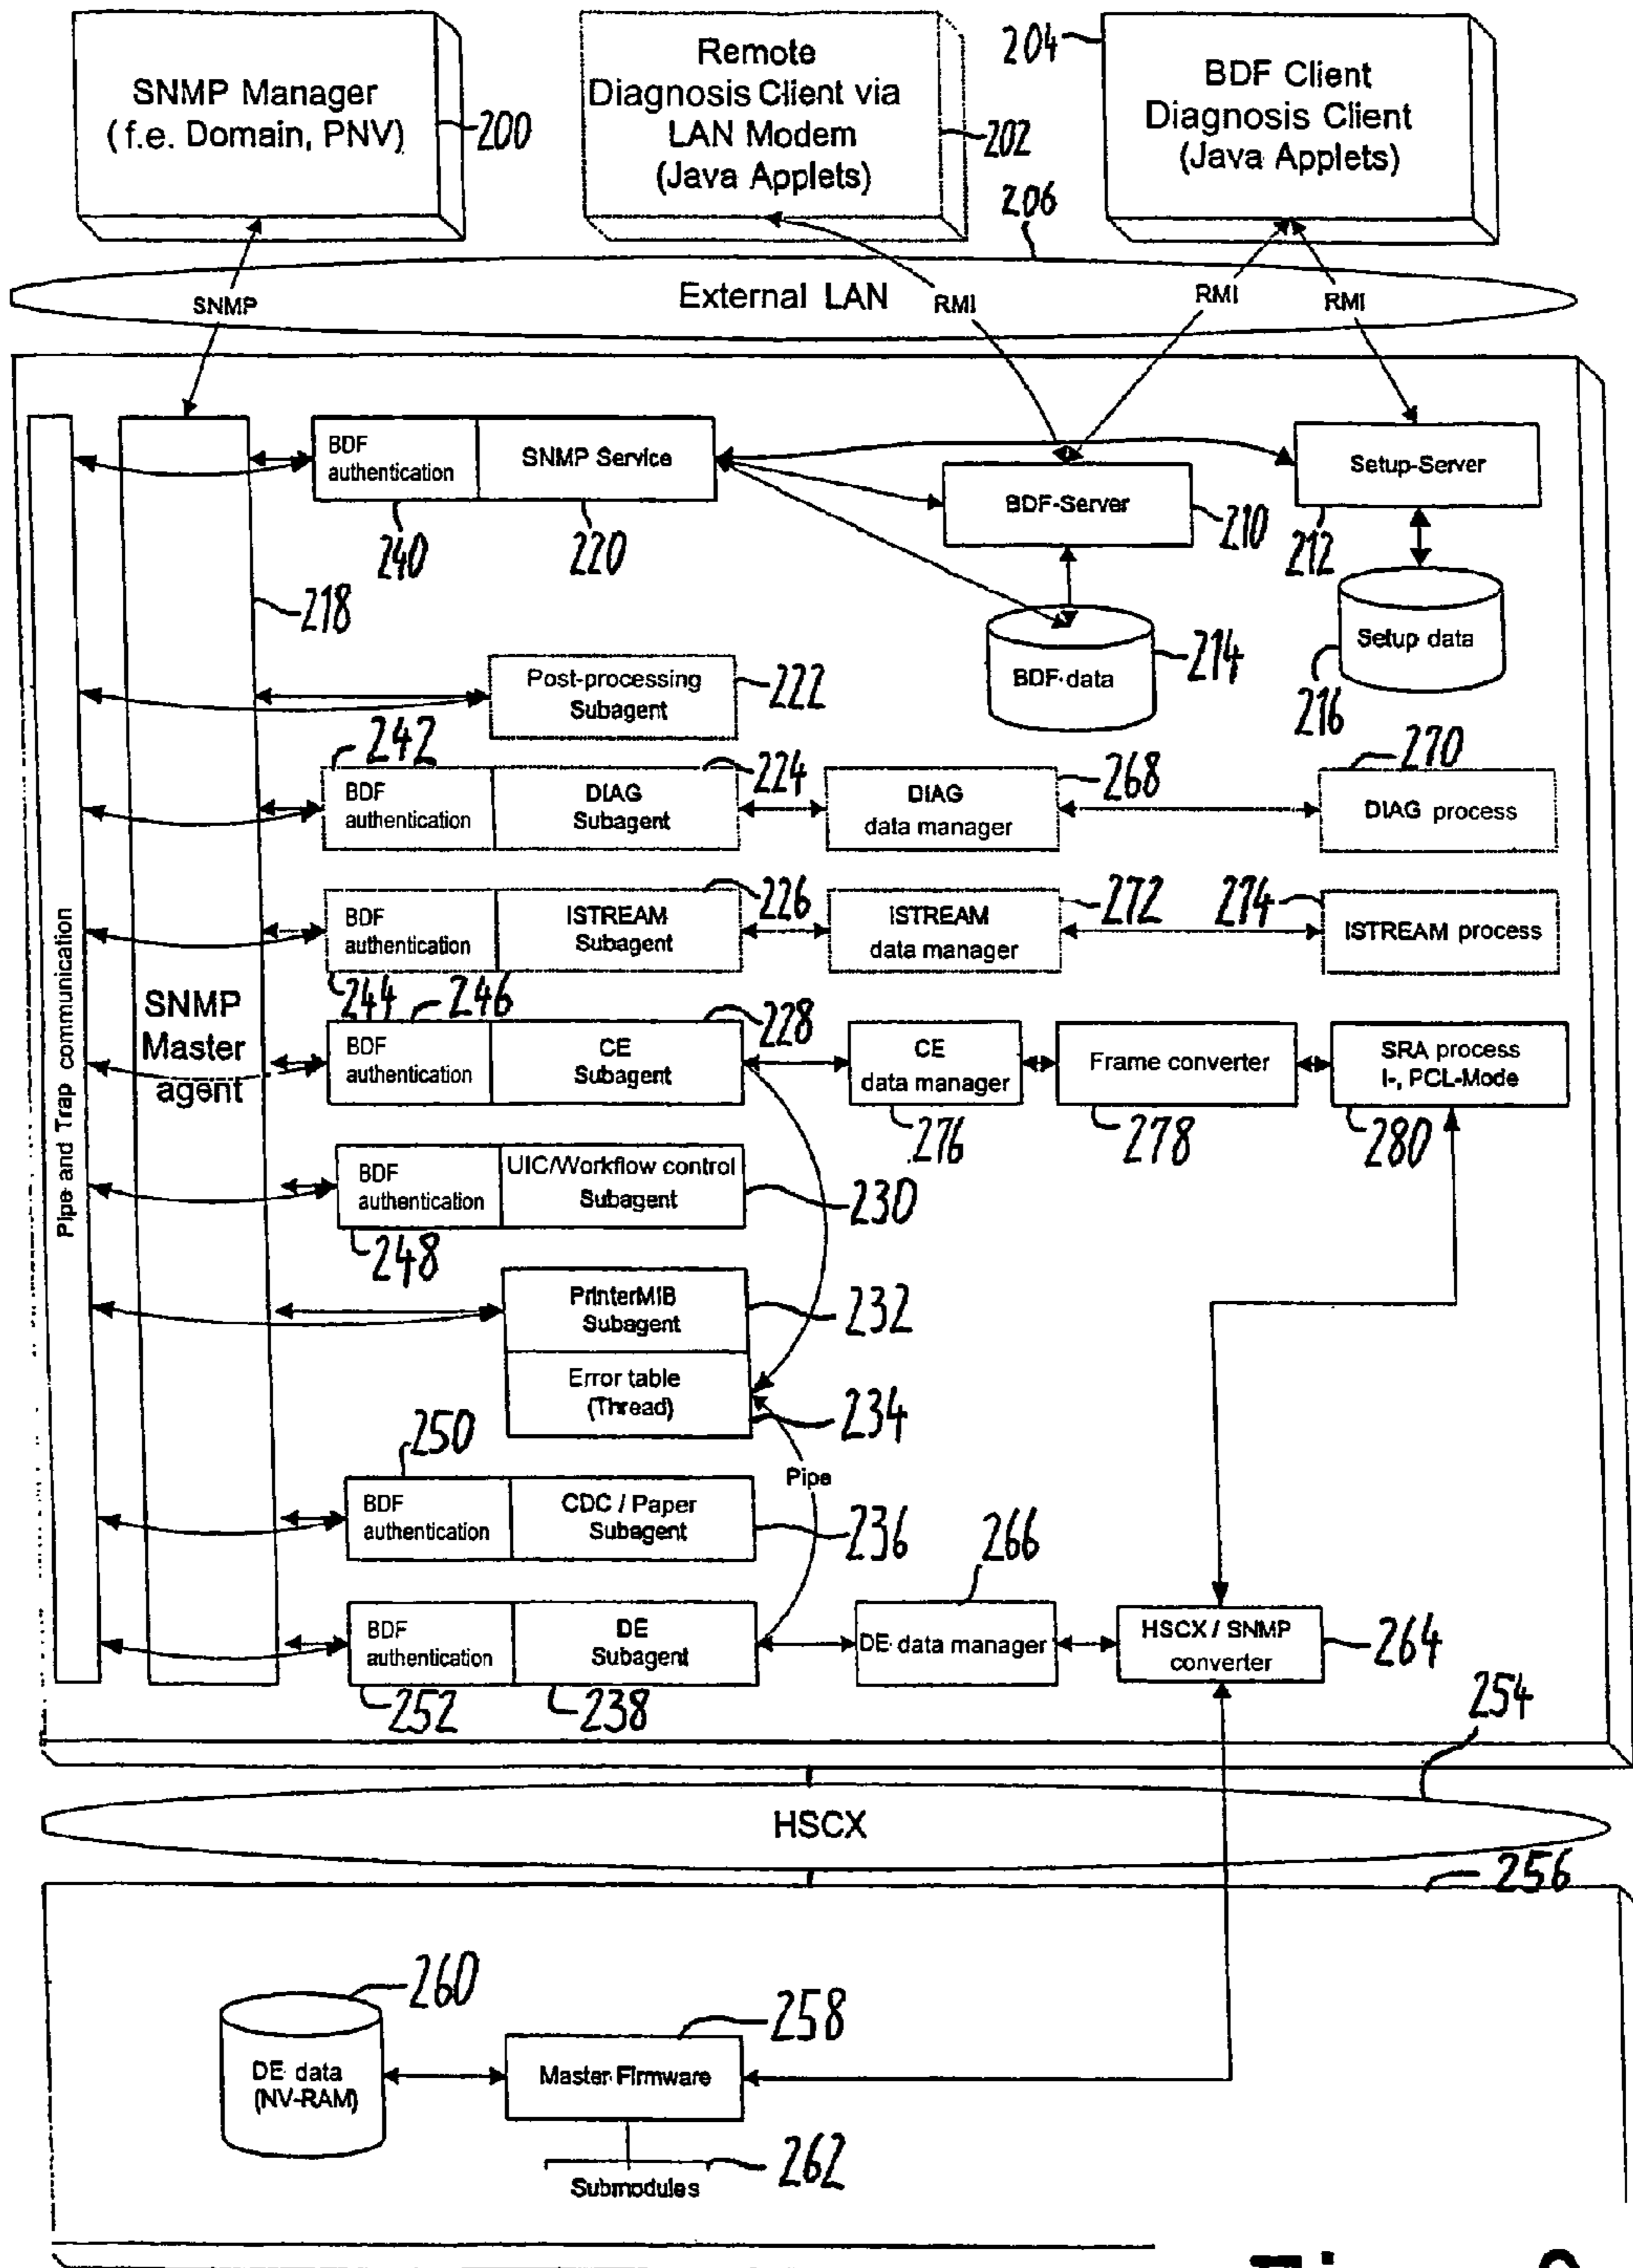 SNMP Manager
(f.e. Domain, PNV)
200
Remote
Diagnosis Client via
LAN Modem
(Java Applets)
202
204
BDF Client
Diagnosis Client
(Java Applets)
206
External LAN
SNMP
RMI
RMI
RMI
Pipe and Trap communication
SNMP
Master
agent
218
BDF
authentication
SNMP Service
240
220
BDF-Server
210
Setup-Server
212
BDF data
214
Setup data
216
Post-processing
Subagent
222
242
BDF
authentication
DIAG
Subagent
224
DIAG
data manager
268
270
DIAG process
BDF
authentication
ISTREAM
Subagent
226
ISTREAM
data manager
272
274
ISTREAM process
244
246
BDF
authentication
CE
Subagent
228
CE
data manager
276
Frame converter
278
SRA process
I-, PCL-Mode
280
BDF
authentication
UIC/Workflow control
Subagent
230
248
PrinterMIB
Subagent
232
Error table
(Thread)
234
250
BDF
authentication
CDC / Paper
Subagent
236
Pipe
266
BDF
authentication
DE
Subagent
252
238
DE data manager
HSCX / SNMP
converter
264
254
HSCX
256
260
DE data
(NV-RAM)
258
Master Firmware
262
Submodules